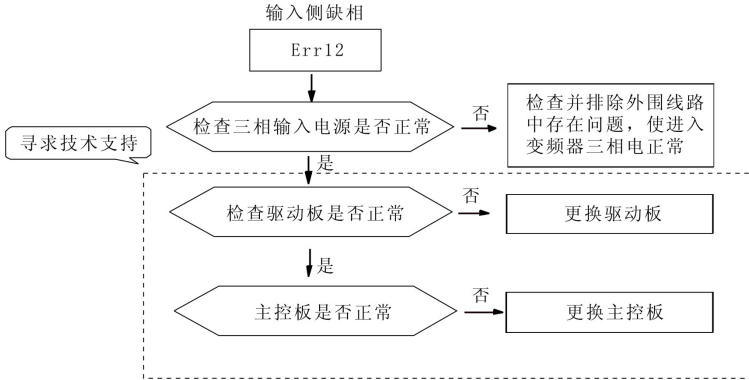 输入侧缺相
Err12
检查三相输入电源是否正常
否
检查并排除外围线路
中存在问题，使进入
变频器三相电正常
寻求技术支持
是
检查驱动板是否正常
否
更换驱动板
是
主控板是否正常
否
更换主控板